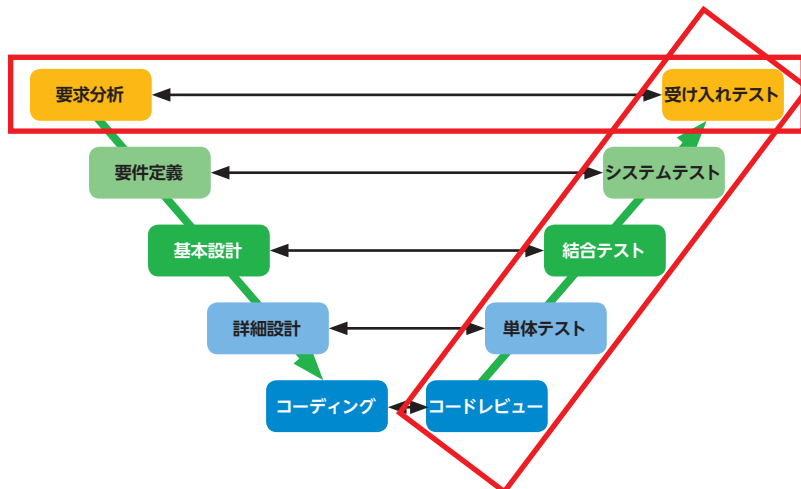 要求分析
受け入れテスト
要件定義
システムテスト
基本設計
結合テスト
詳細設計
単体テスト
コーディング
コードレビュー